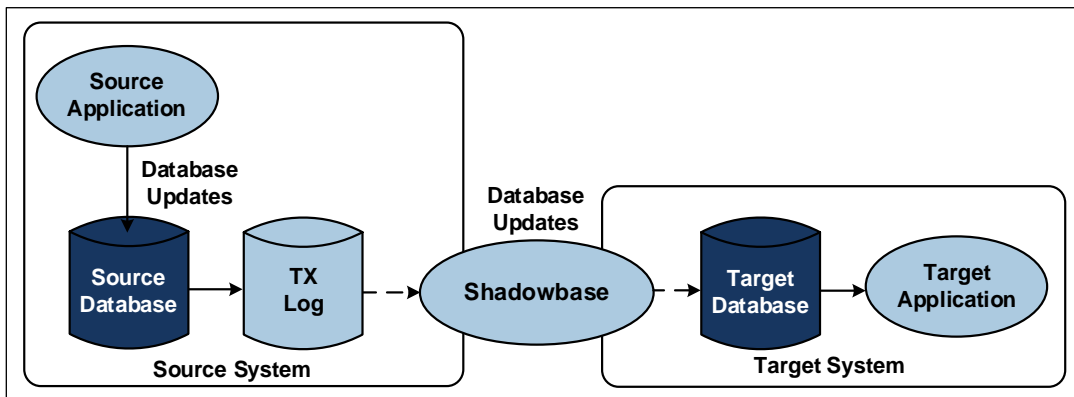 Source
Application
Database
Updates
Source
Database
TX
Log
Source System
Database
Updates
Shadowbase
Target
Database
Target
Application
Target System